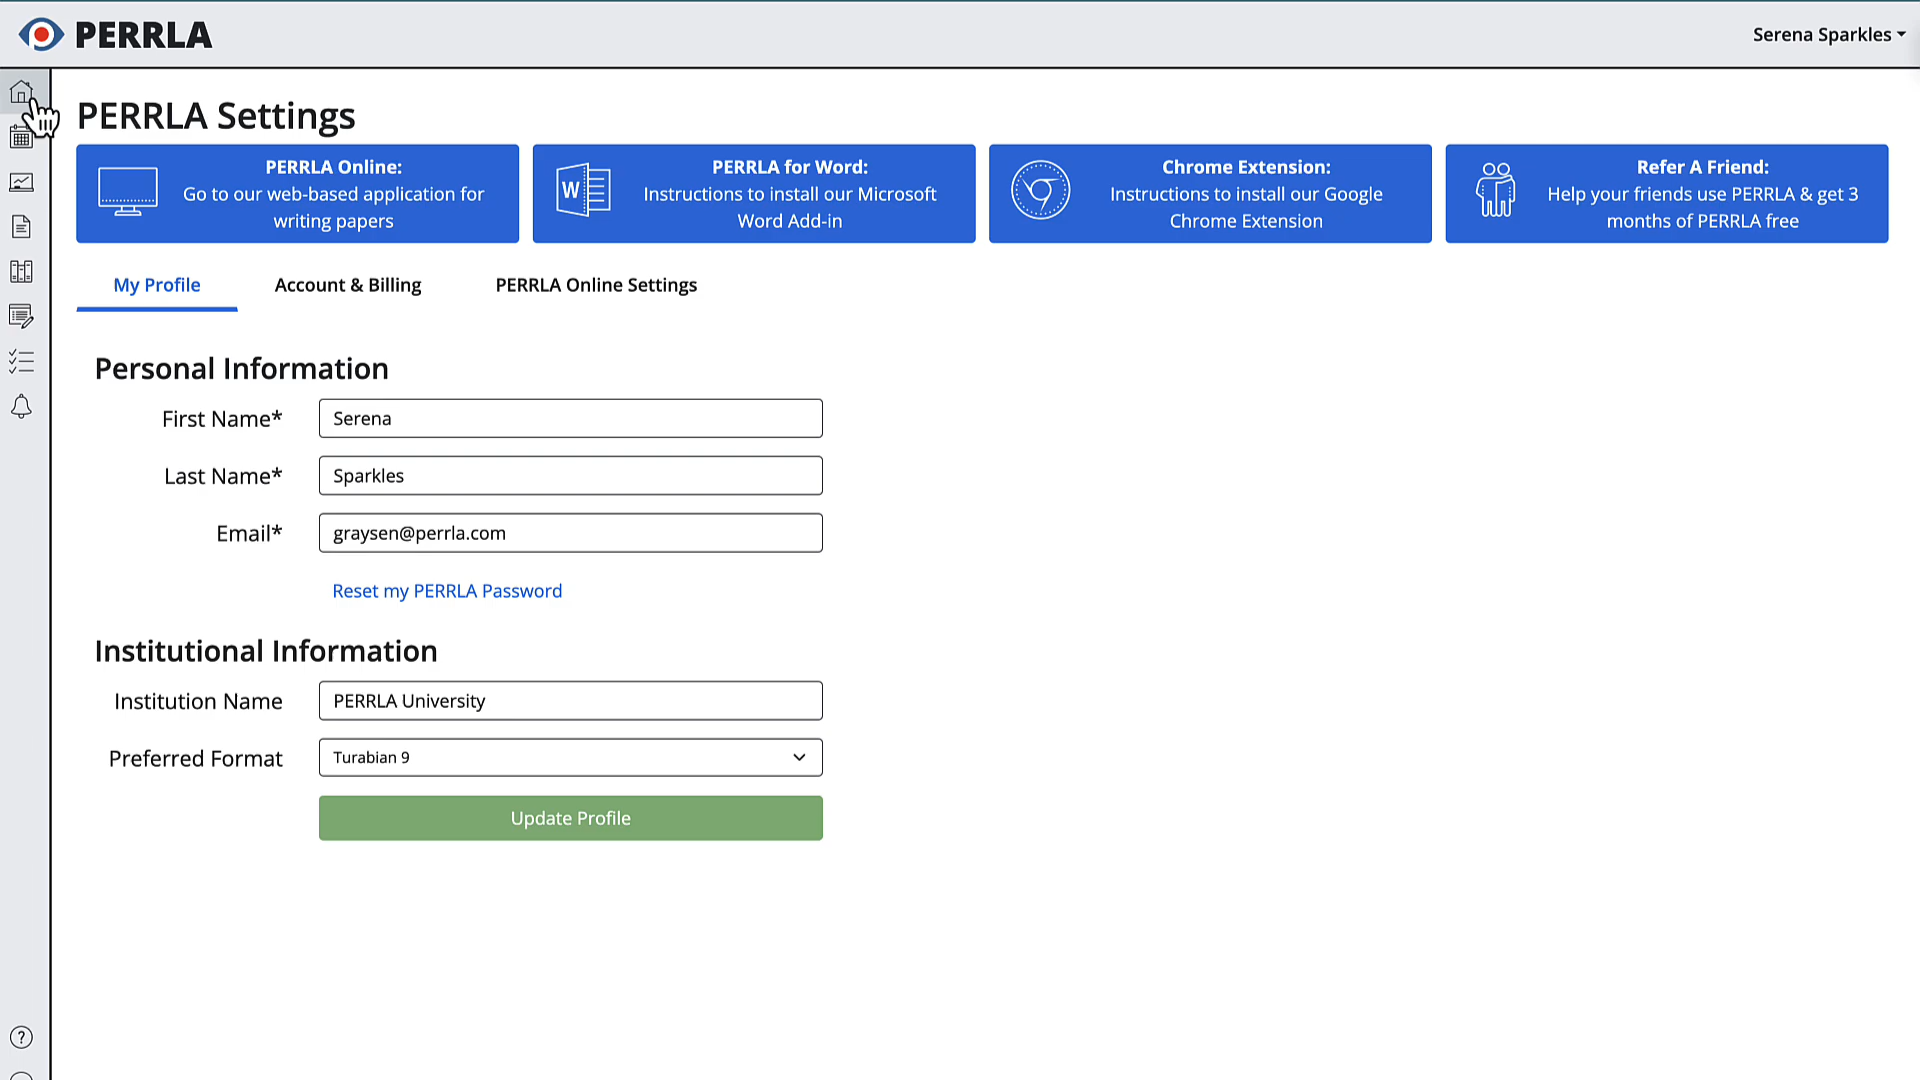 PERRLA
Serena Sparkles
PERRLA Settings
PERRLA Online:
Go to our web-based application for
writing papers
W
PERRLA for Word:
Instructions to install our Microsoft
Word Add-in
Chrome Extension:
Instructions to install our Google
Chrome Extension
Refer A Friend:
Help your friends use PERRLA & get 3
months of PERRLA free
My Profile
Account & Billing
PERRLA Online Settings
Personal Information
First Name*
Serena
Last Name*
Sparkles
Email*
graysen@perrla.com
Reset my PERRLA Password
Institutional Information
Institution Name
PERRLA University
Preferred Format
Turabian 9
Update Profile
?